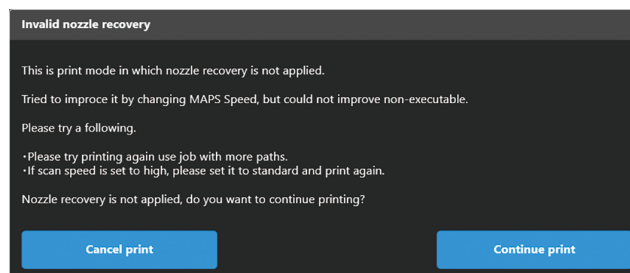 Invalid nozzle recovery
This is print mode in which nozzle recovery is not applied.
Tried to improce it by changing MAPS Speed, but could not improve non-executable.
Please try a following.
・Please try printing again use job with more paths.
・If scan speed is set to high, please set it to standard and print again.
Nozzle recovery is not applied, do you want to continue printing?
Cancel print
Continue print